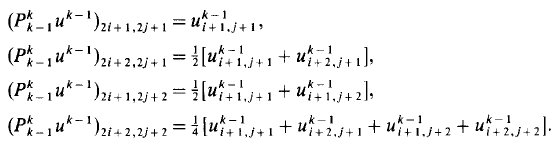 (P^k_{k-1} u^{k-1})_{2i+1,2j+1} = u^{k-1}_{i+1,j+1},
(P^k_{k-1} u^{k-1})_{2i+2,2j+1} = ½[u^{k-1}_{i+1,j+1} + u^{k-1}_{i+2,j+1}],
(P^k_{k-1} u^{k-1})_{2i+1,2j+2} = ½[u^{k-1}_{i+1,j+1} + u^{k-1}_{i+1,j+2}],
(P^k_{k-1} u^{k-1})_{2i+2,2j+2} = ¼[u^{k-1}_{i+1,j+1} + u^{k-1}_{i+2,j+1} + u^{k-1}_{i+1,j+2} + u^{k-1}_{i+2,j+2}].